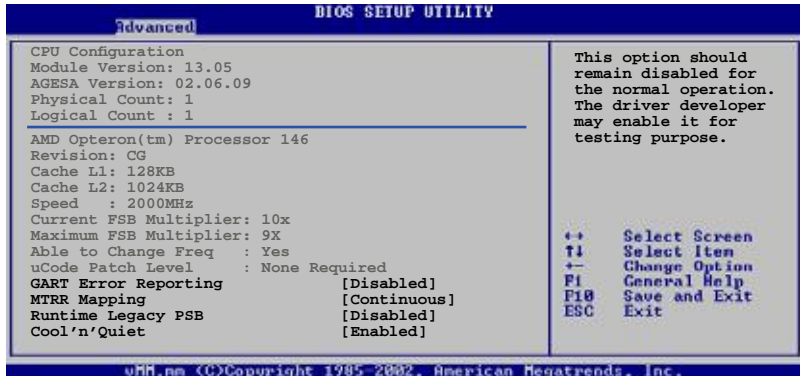 BIOS SETUP UTILITY
Advanced
CPU Configuration
Module Version: 13.05
AGESA Version: 02.06.09
Physical Count: 1
Logical Count : 1
AMD Opteron(tm) Processor 146
Revision: CG
Cache L1: 128KB
Cache L2: 1024KB
Speed : 2000MHz
Current FSB Multiplier: 10x
Maximum FSB Multiplier: 9X
Able to Change Freq : Yes
uCode Patch Level : None Required
GART Error Reporting [Disabled]
MTRR Mapping [Continuous]
Runtime Legacy PSB [Disabled]
Cool'n'Quiet [Enabled]
This option should
remain disabled for
the normal operation.
The driver developer
may enable it for
testing purpose.
↔ Select Screen
↑↓ Select Item
+- Change Option
F1 General Help
F10 Save and Exit
ESC Exit
vMM.mm (C)Copyright 1985-2002, American Megatrends, Inc.